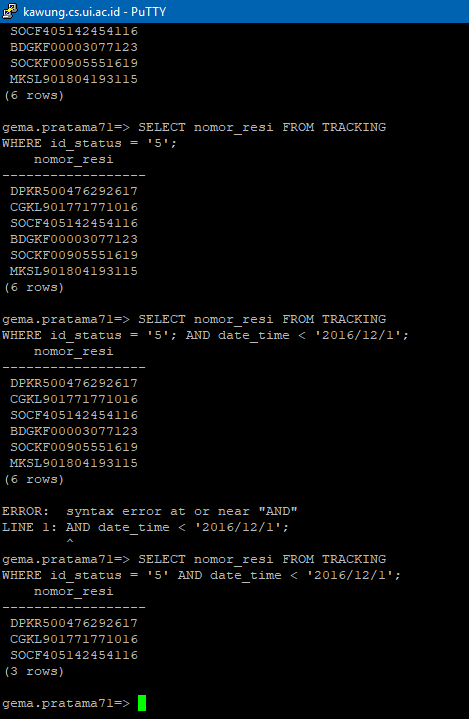 kawung.cs.ui.ac.id - PuTTY
SOCF405142454116
BDGKF00003077123
SOCKF00905551619
MKSL901804193115
(6 rows)
gema.pratama71=> SELECT nomor_resi FROM TRACKING
WHERE id_status = '5';
nomor_resi
------------------
DPKR500476292617
CGKL901771771016
SOCF405142454116
BDGKF00003077123
SOCKF00905551619
MKSL901804193115
(6 rows)
gema.pratama71=> SELECT nomor_resi FROM TRACKING
WHERE id_status = '5'; AND date_time < '2016/12/1';
nomor_resi
------------------
DPKR500476292617
CGKL901771771016
SOCF405142454116
BDGKF00003077123
SOCKF00905551619
MKSL901804193115
(6 rows)
ERROR:  syntax error at or near "AND"
LINE 1: AND date_time < '2016/12/1';
^
gema.pratama71=> SELECT nomor_resi FROM TRACKING
WHERE id_status = '5' AND date_time < '2016/12/1';
nomor_resi
------------------
DPKR500476292617
CGKL901771771016
SOCF405142454116
(3 rows)
gema.pratama71=>